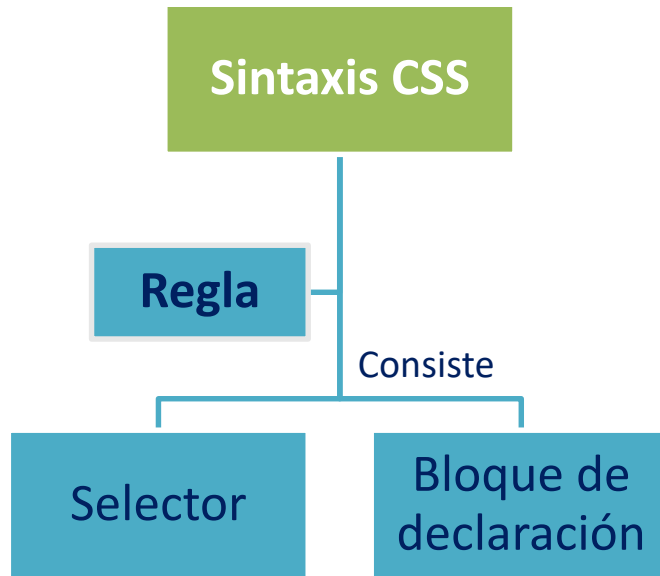 Sintaxis CSS
Regla
Consiste
Selector
Bloque de
declaración